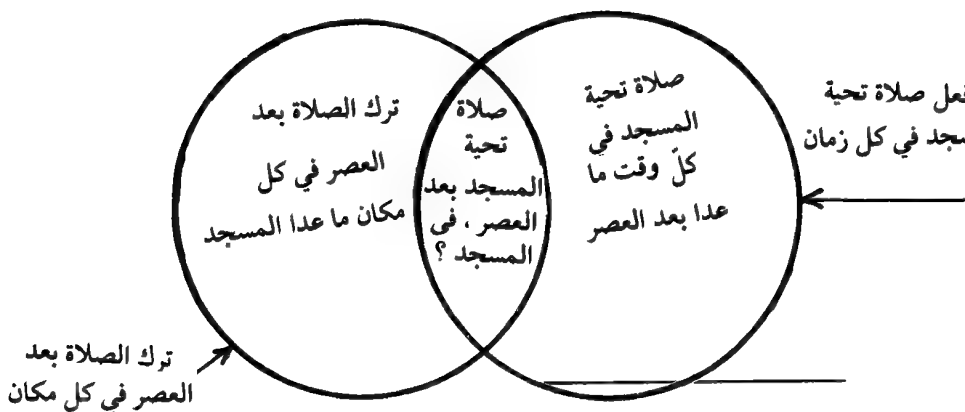 فعل صلاة تحية
سجد في كل زمان
صلاة تحية
المسجد في
كلّ وقت ما
عدا بعد العصر
صلاة
تحية
المسجد بعد
العصر ، في
المسجد ؟
ترك الصلاة بعد
العصر في كل
مكان ما عدا المسجد
ترك الصلاة بعد
العصر في كل مكان